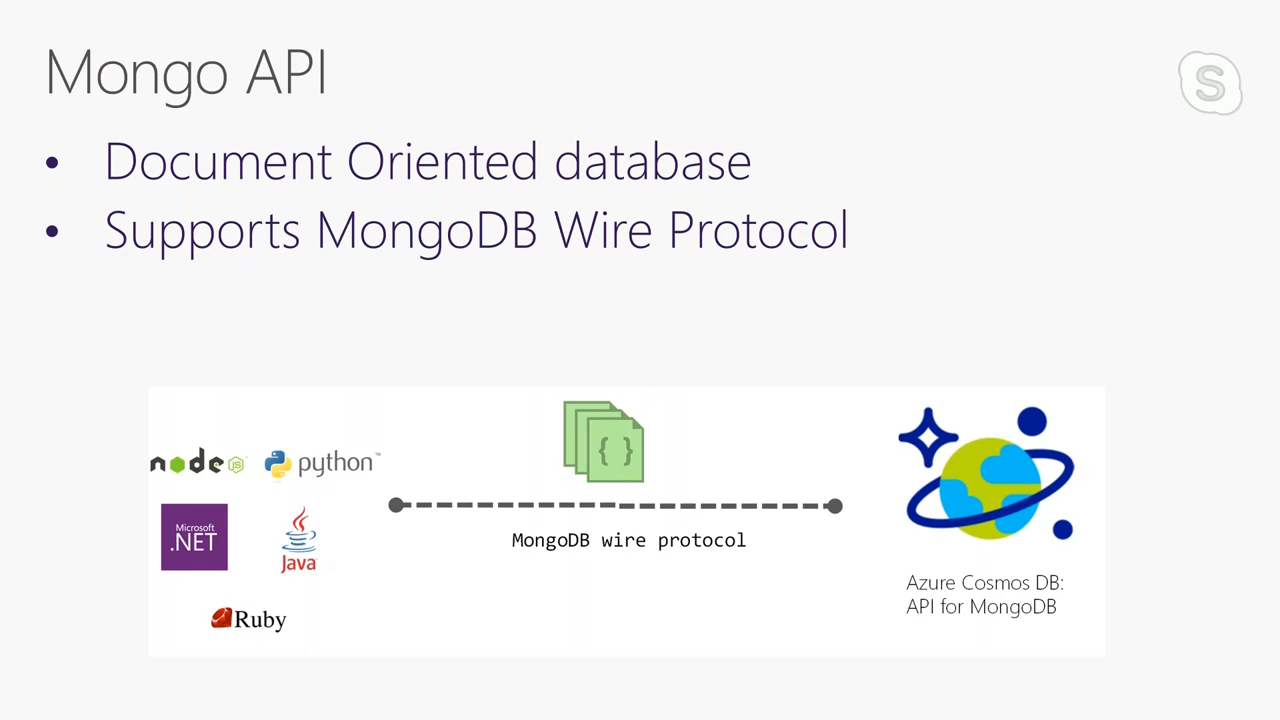 Mongo API
S
• Document Oriented database
• Supports MongoDB Wire Protocol
node JS
python™
{ }
Microsoft
.NET
Java
MongoDB wire protocol
Ruby
Azure Cosmos DB:
API for MongoDB